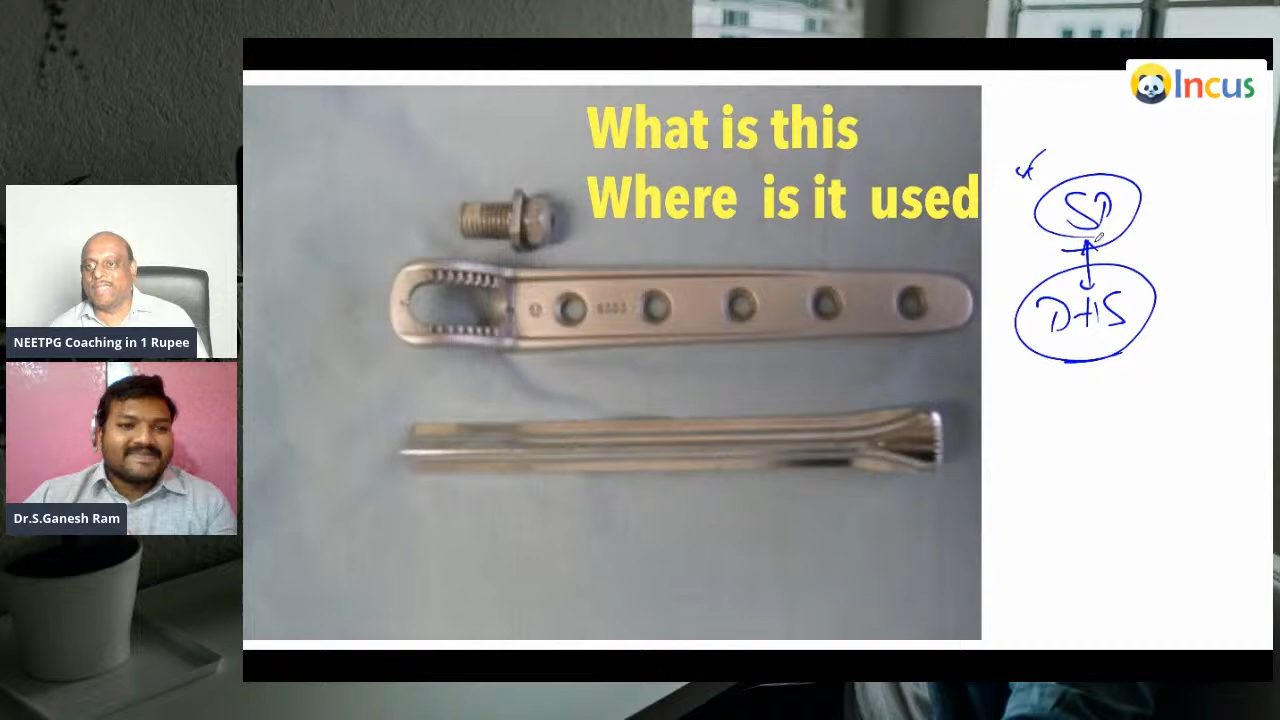 Incus
What is this
Where is it used
SP
DHS
NEETPG Coaching in 1 Rupee
Dr.S.Ganesh Ram